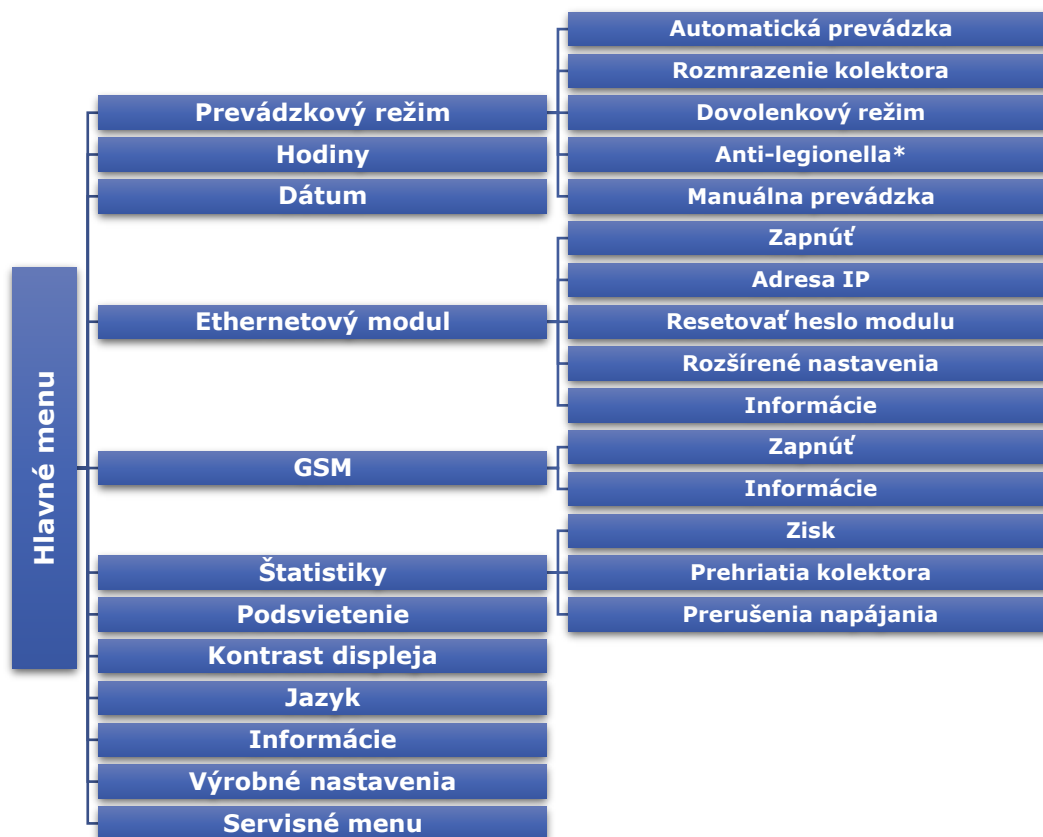 Hlavné menu
Prevádzkový režim
Automatická prevádzka
Rozmrazenie kolektora
Dovolenkový režim
Anti-legionella*
Manuálna prevádzka
Hodiny
Dátum
Ethernetový modul
Zapnúť
Adresa IP
Resetovať heslo modulu
Rozšírené nastavenia
Informácie
GSM
Zapnúť
Informácie
Štatistiky
Zisk
Prehriatia kolektora
Prerušenia napájania
Podsvietenie
Kontrast displeja
Jazyk
Informácie
Výrobné nastavenia
Servisné menu